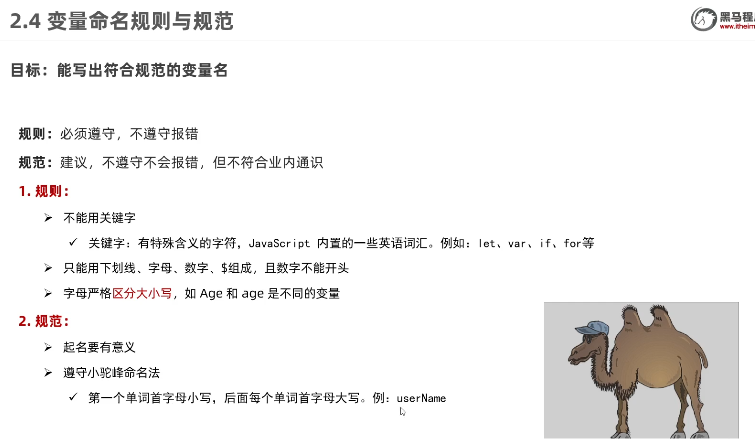 2.4 变量命名规则与规范
黑马程
www.itheim
目标：能写出符合规范的变量名
规则：必须遵守，不遵守报错
规范：建议，不遵守不会报错，但不符合业内通识
1. 规则：
不能用关键字
关键字：有特殊含义的字符，JavaScript 内置的一些英语词汇。例如：let、var、if、for等
只能用下划线、字母、数字、$组成，且数字不能开头
字母严格区分大小写，如 Age 和 age 是不同的变量
2. 规范：
起名要有意义
遵守小驼峰命名法
第一个单词首字母小写，后面每个单词首字母大写。例：userName